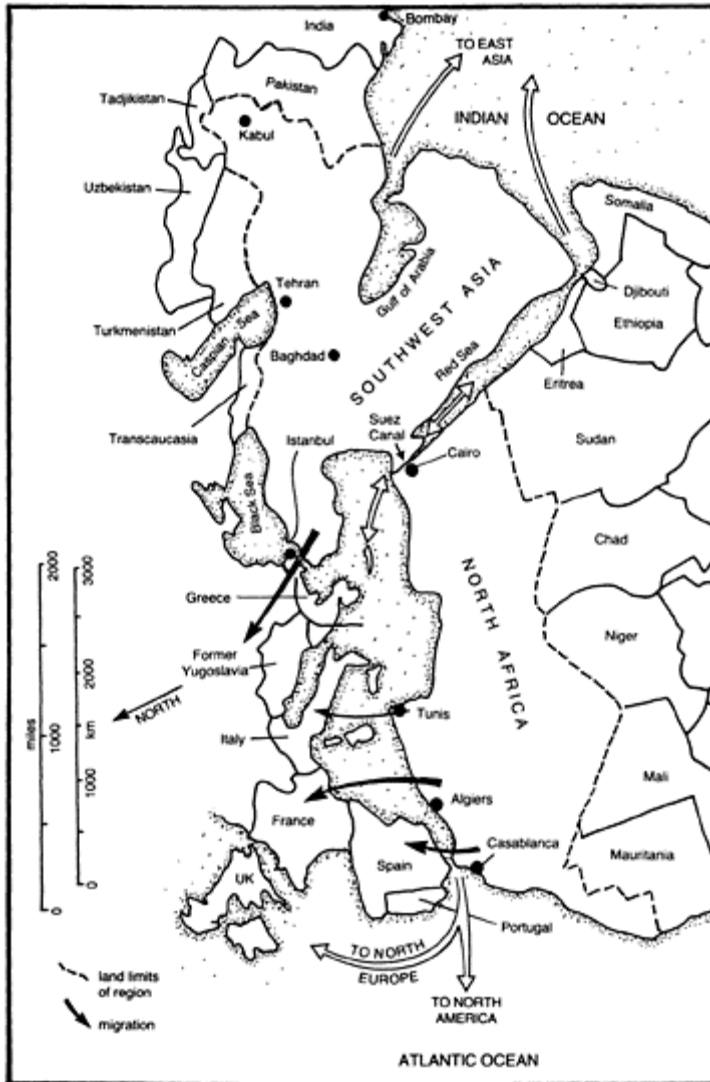 India
Bombay
TO EAST
ASIA
Tadjikistan
Pakistan
INDIAN OCEAN
Kabul
Uzbekistan
Somalia
Gulf of Arabia
Tehran
Djibouti
SOUTHWEST ASIA
Ethiopia
Turkmenistan
Caspian Sea
Red Sea
Baghdad
Eritrea
Transcaucasia
Suez
Canal
Istanbul
Sudan
Cairo
Black Sea
Chad
2000
3000
NORTH AFRICA
Greece
Niger
Former
Yugoslavia
2000
NORTH
miles
km
1000
Tunis
Italy
1000
Mali
Algiers
France
Casablanca
Mauritania
Spain
UK
0
0
Portugal
TO NORTH
EUROPE
land limits
of region
TO NORTH
AMERICA
migration
ATLANTIC OCEAN